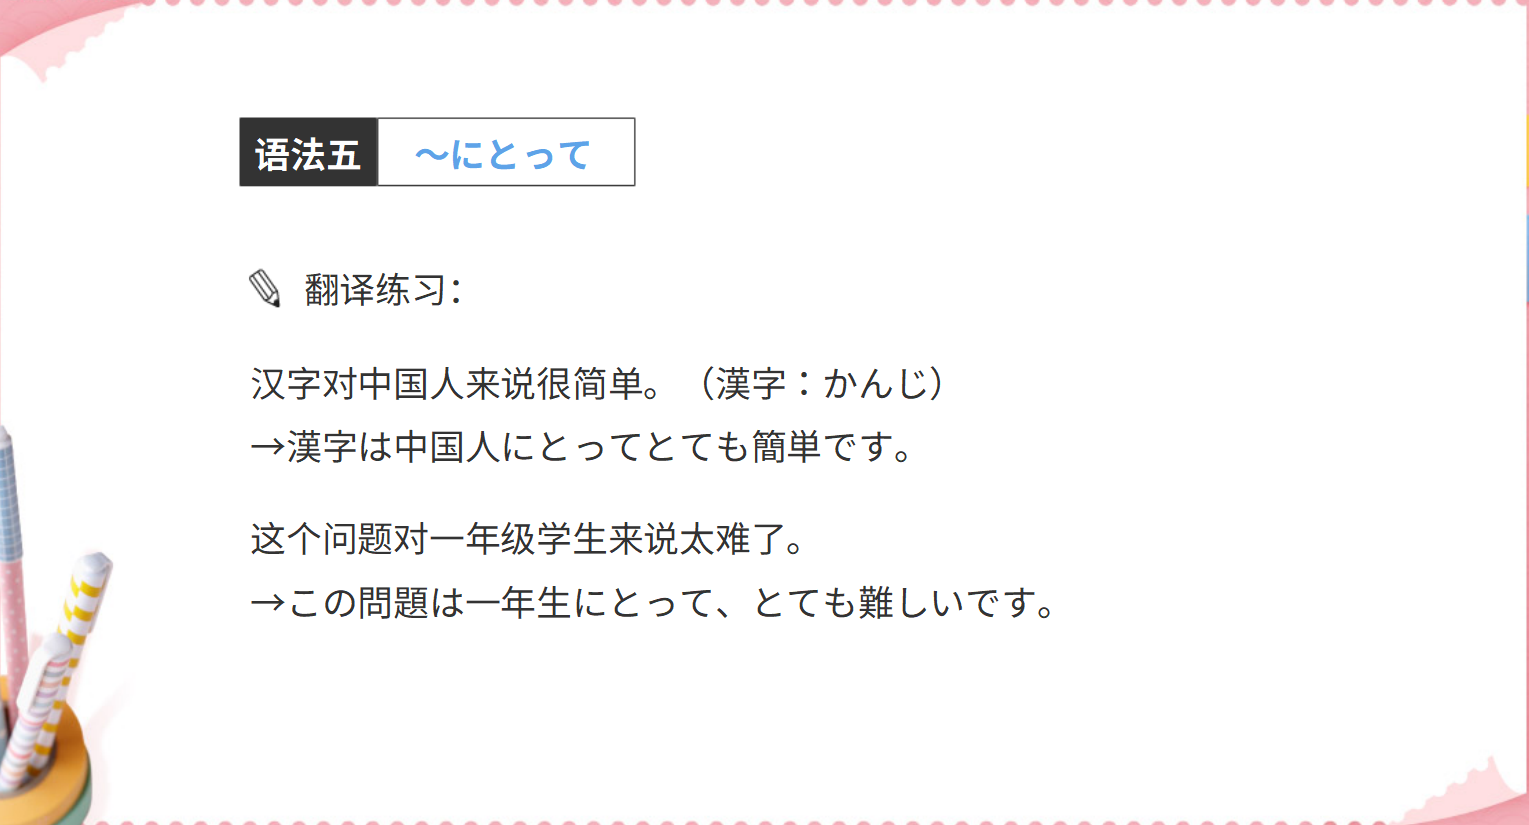 语法五 ～にとって
翻译练习：
汉字对中国人来说很简单。（漢字：かんじ）
→漢字は中国人にとってとても簡単です。
这个问题对一年级学生来说太难了。
→この問題は一年生にとって、とても難しいです。